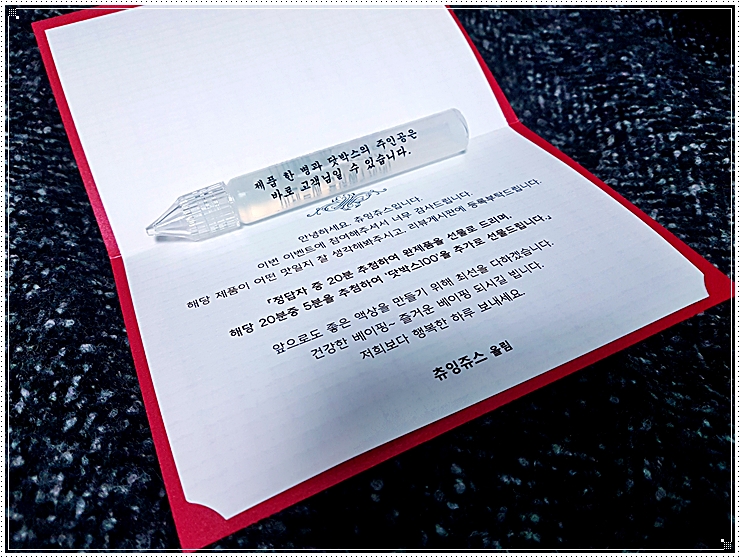 제품 한 병과 닷박스의 주인공은
바로 고객님일 수 있습니다.
안녕하세요. 츄잉쥬스입니다.
이번 이벤트에 참여해주셔서 너무 감사드립니다.
해당 제품이 어떤 맛일지 잘 생각해봐주시고, 리뷰게시판에 등록부탁드립니다.
『정답자 중 20분 추첨하여 완제품을 선물로 드리며,
해당 20분중 5분을 추첨하여 '닷박스100'을 추가로 선물드립니다.』
앞으로도 좋은 액상을 만들기 위해 최선을 다하겠습니다.
건강한 베이핑~ 즐거운 베이핑 되시길 빕니다.
저희보다 행복한 하루 보내세요.
츄잉쥬스 올림